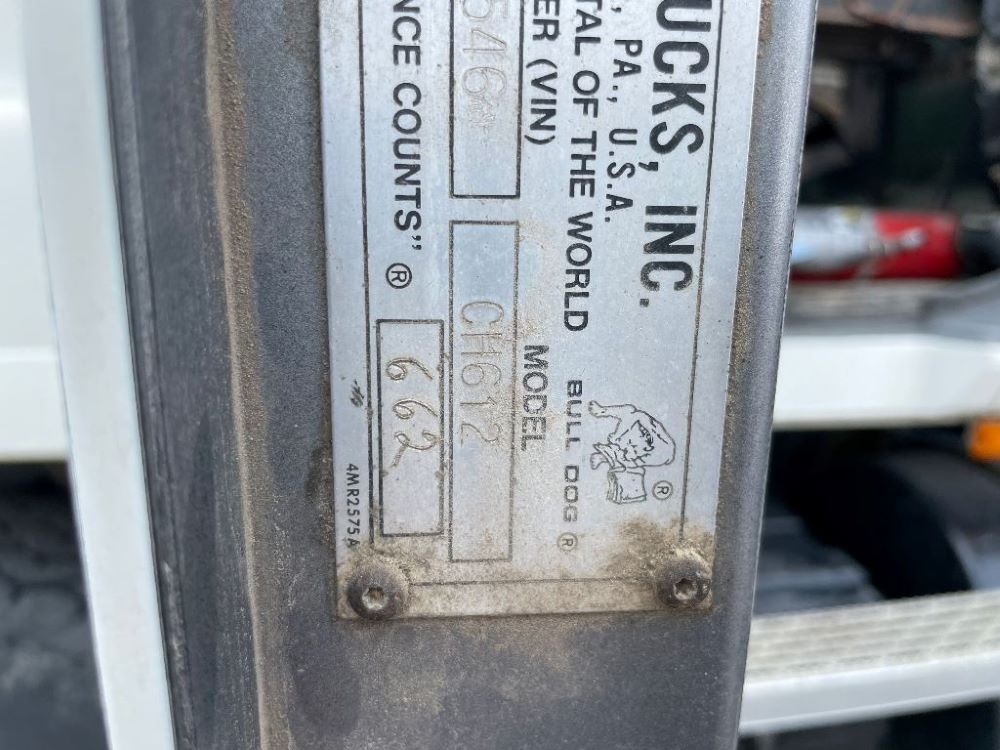 UCKS, INC.
, PA., U.S.A.
TAL OF THE WORLD
BULL DOG ®
®
ER (VIN)
MODEL
546*
CH612
NCE COUNTS" ®
662
4MR2575A